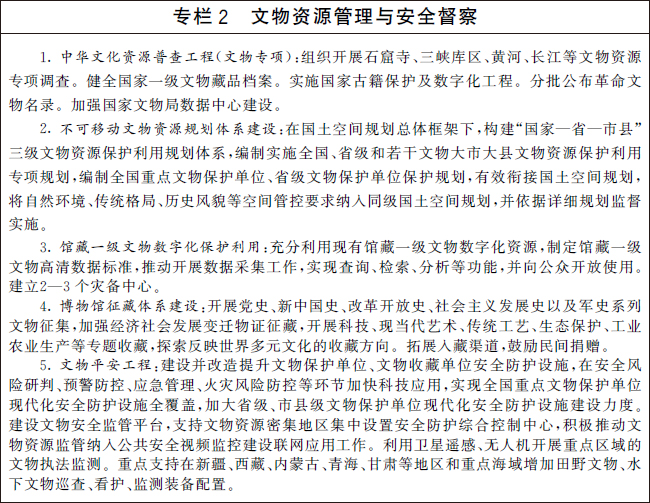 专栏2 文物资源管理与安全督察
1. 中华文化资源普查工程(文物专项):组织开展石窟寺、三峡库区、黄河、长江等文物资源
专项调查。健全国家一级文物藏品档案。实施国家古籍保护及数字化工程。分批公布革命文
物名录。加强国家文物局数据中心建设。
2. 不可移动文物资源规划体系建设:在国土空间规划总体框架下,构建“国家—省—市县”
三级文物资源保护利用规划体系,编制实施全国、省级和若干文物大市大县文物资源保护利用
专项规划,编制全国重点文物保护单位、省级文物保护单位保护规划,有效衔接国土空间规划,
将自然环境、传统格局、历史风貌等空间管控要求纳入同级国土空间规划,并依据详细规划监督
实施。
3. 馆藏一级文物数字化保护利用:充分利用现有馆藏一级文物数字化资源,制定馆藏一级
文物高清数据标准,推动开展数据采集工作,实现查询、检索、分析等功能,并向公众开放使用。
建立2—3个灾备中心。
4. 博物馆征藏体系建设:开展党史、新中国史、改革开放史、社会主义发展史以及军史系列
文物征集,加强经济社会发展变迁物证征藏,开展科技、现当代艺术、传统工艺、生态保护、工业
农业生产等专题收藏,探索反映世界多元文化的收藏方向。拓展入藏渠道,鼓励民间捐赠。
5. 文物平安工程:建设并改造提升文物保护单位、文物收藏单位安全防护设施,在安全风
险研判、预警防控、应急管理、火灾风险防控等环节加快科技应用,实现全国重点文物保护单位
现代化安全防护设施全覆盖,加大省级、市县级文物保护单位现代化安全防护设施建设力度。
建设文物安全监管平台,支持文物资源密集地区集中设置安全防护综合控制中心,积极推动文
物资源监管纳入公共安全视频监控建设联网应用工作。利用卫星遥感、无人机开展重点区域的
文物执法监测。重点支持在新疆、西藏、内蒙古、青海、甘肃等地区和重点海域增加田野文物、水
下文物巡查、看护、监测装备配置。